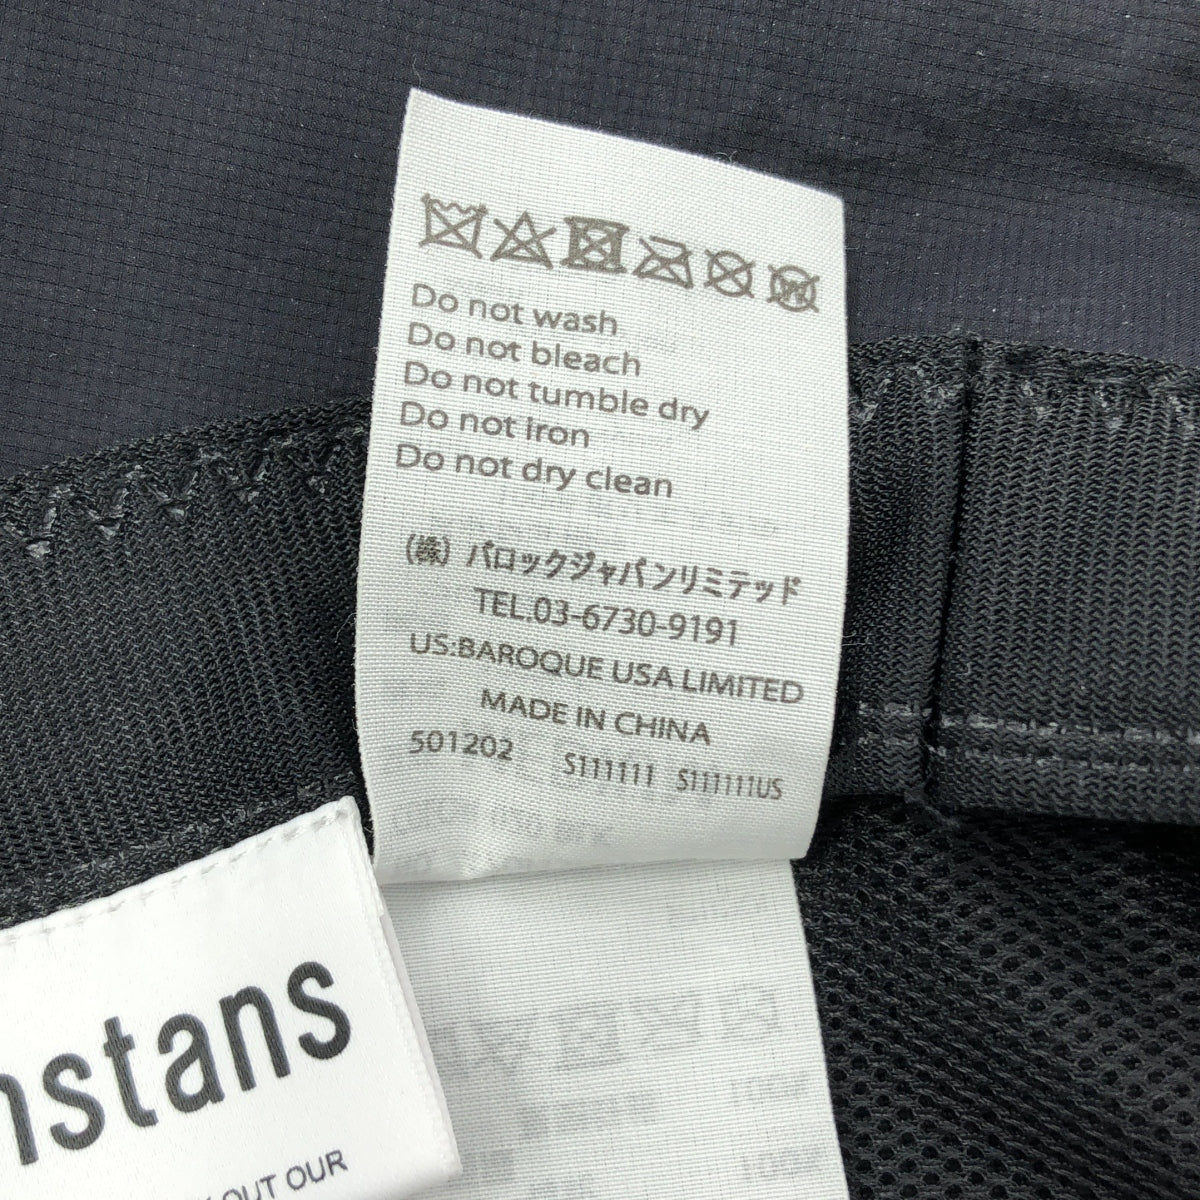 Do not wash
Do not bleach
Do not tumble dry
Do not iron
Do not dry clean
(株) バロックジャパンリミテッド
TEL.03-6730-9191
US:BAROQUE USA LIMITED
MADE IN CHINA
501202 S111111 S111111US
nstans
OUT OUR